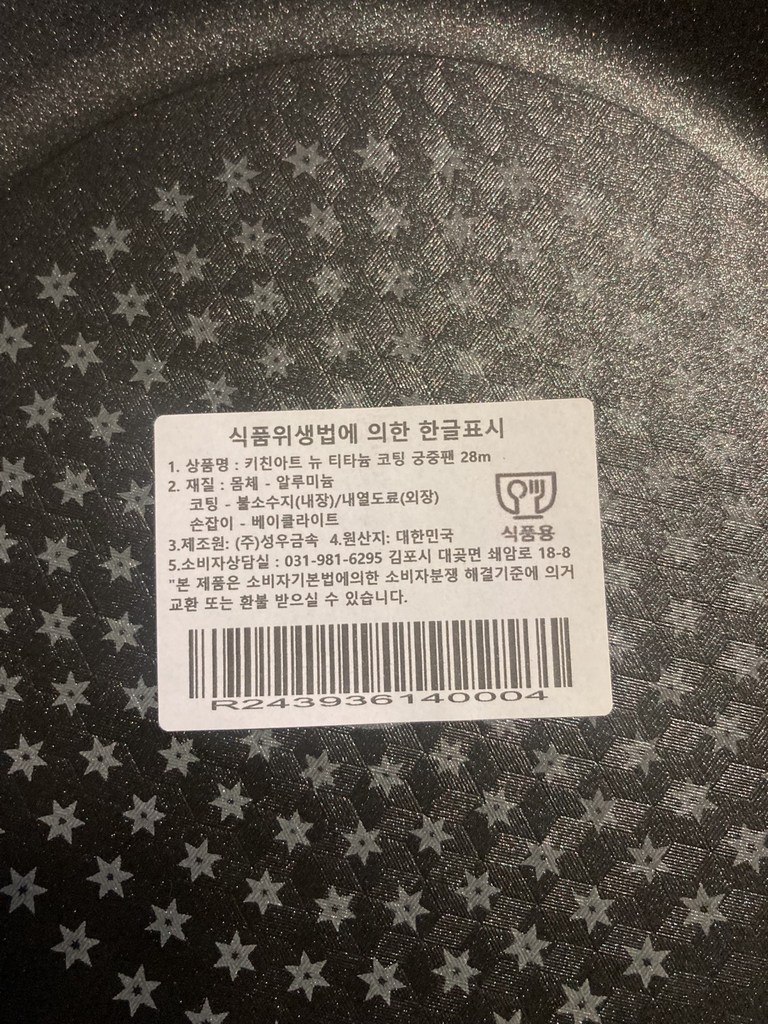 식품위생법에 의한 한글표시
1. 상품명 : 키친아트 뉴 티타늄 코팅 궁중팬 28m
2. 재질 : 몸체 - 알루미늄
코팅 - 불소수지(내장)/내열도료(외장)
손잡이 - 베이클라이트
식품용
3.제조원: (주)성우금속 4.원산지: 대한민국
5.소비자상담실 : 031-981-6295 김포시 대곶면 쇄암로 18-8
"본 제품은 소비자기본법에의한 소비자분쟁 해결기준에 의거
교환 또는 환불 받으실 수 있습니다.
R243936140004